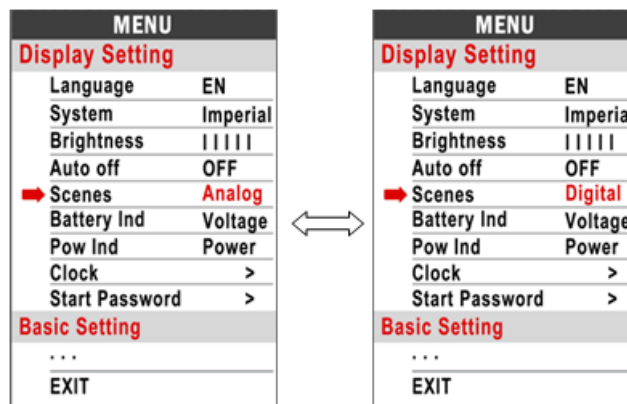 MENU
Display Setting
Language EN
System Imperial
Brightness I I I I I
Auto off OFF
Scenes Analog
Battery Ind Voltage
Pow Ind Power
Clock >
Start Password >
Basic Setting
. . .
EXIT
MENU
Display Setting
Language EN
System Imperia
Brightness I I I I I
Auto off OFF
Scenes Digital
Battery Ind Voltage
Pow Ind Power
Clock >
Start Password >
Basic Setting
. . .
EXIT